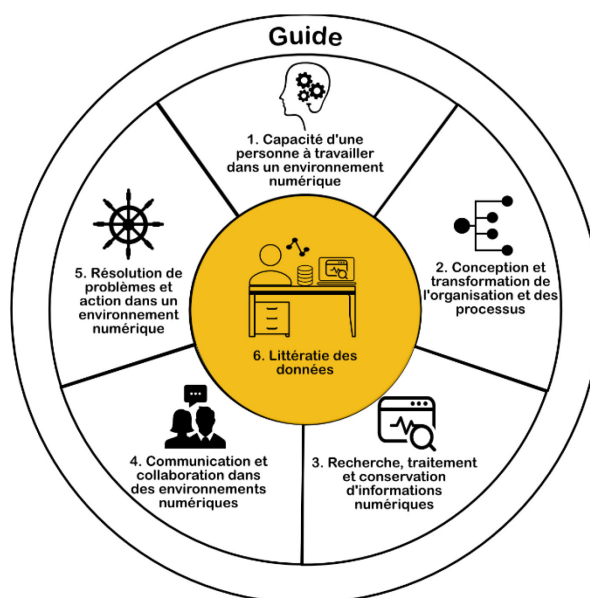 Guide
1. Capacité d'une
personne à travailler
dans un environnement
numérique
2. Conception et
transformation de
l'organisation et des
processus
3. Recherche, traitement
et conservation
d'informations
numériques
4. Communication et
collaboration dans
des environnements
numériques
5. Résolution de
problèmes et
action dans un
environnement
numérique
6. Littératie des
données